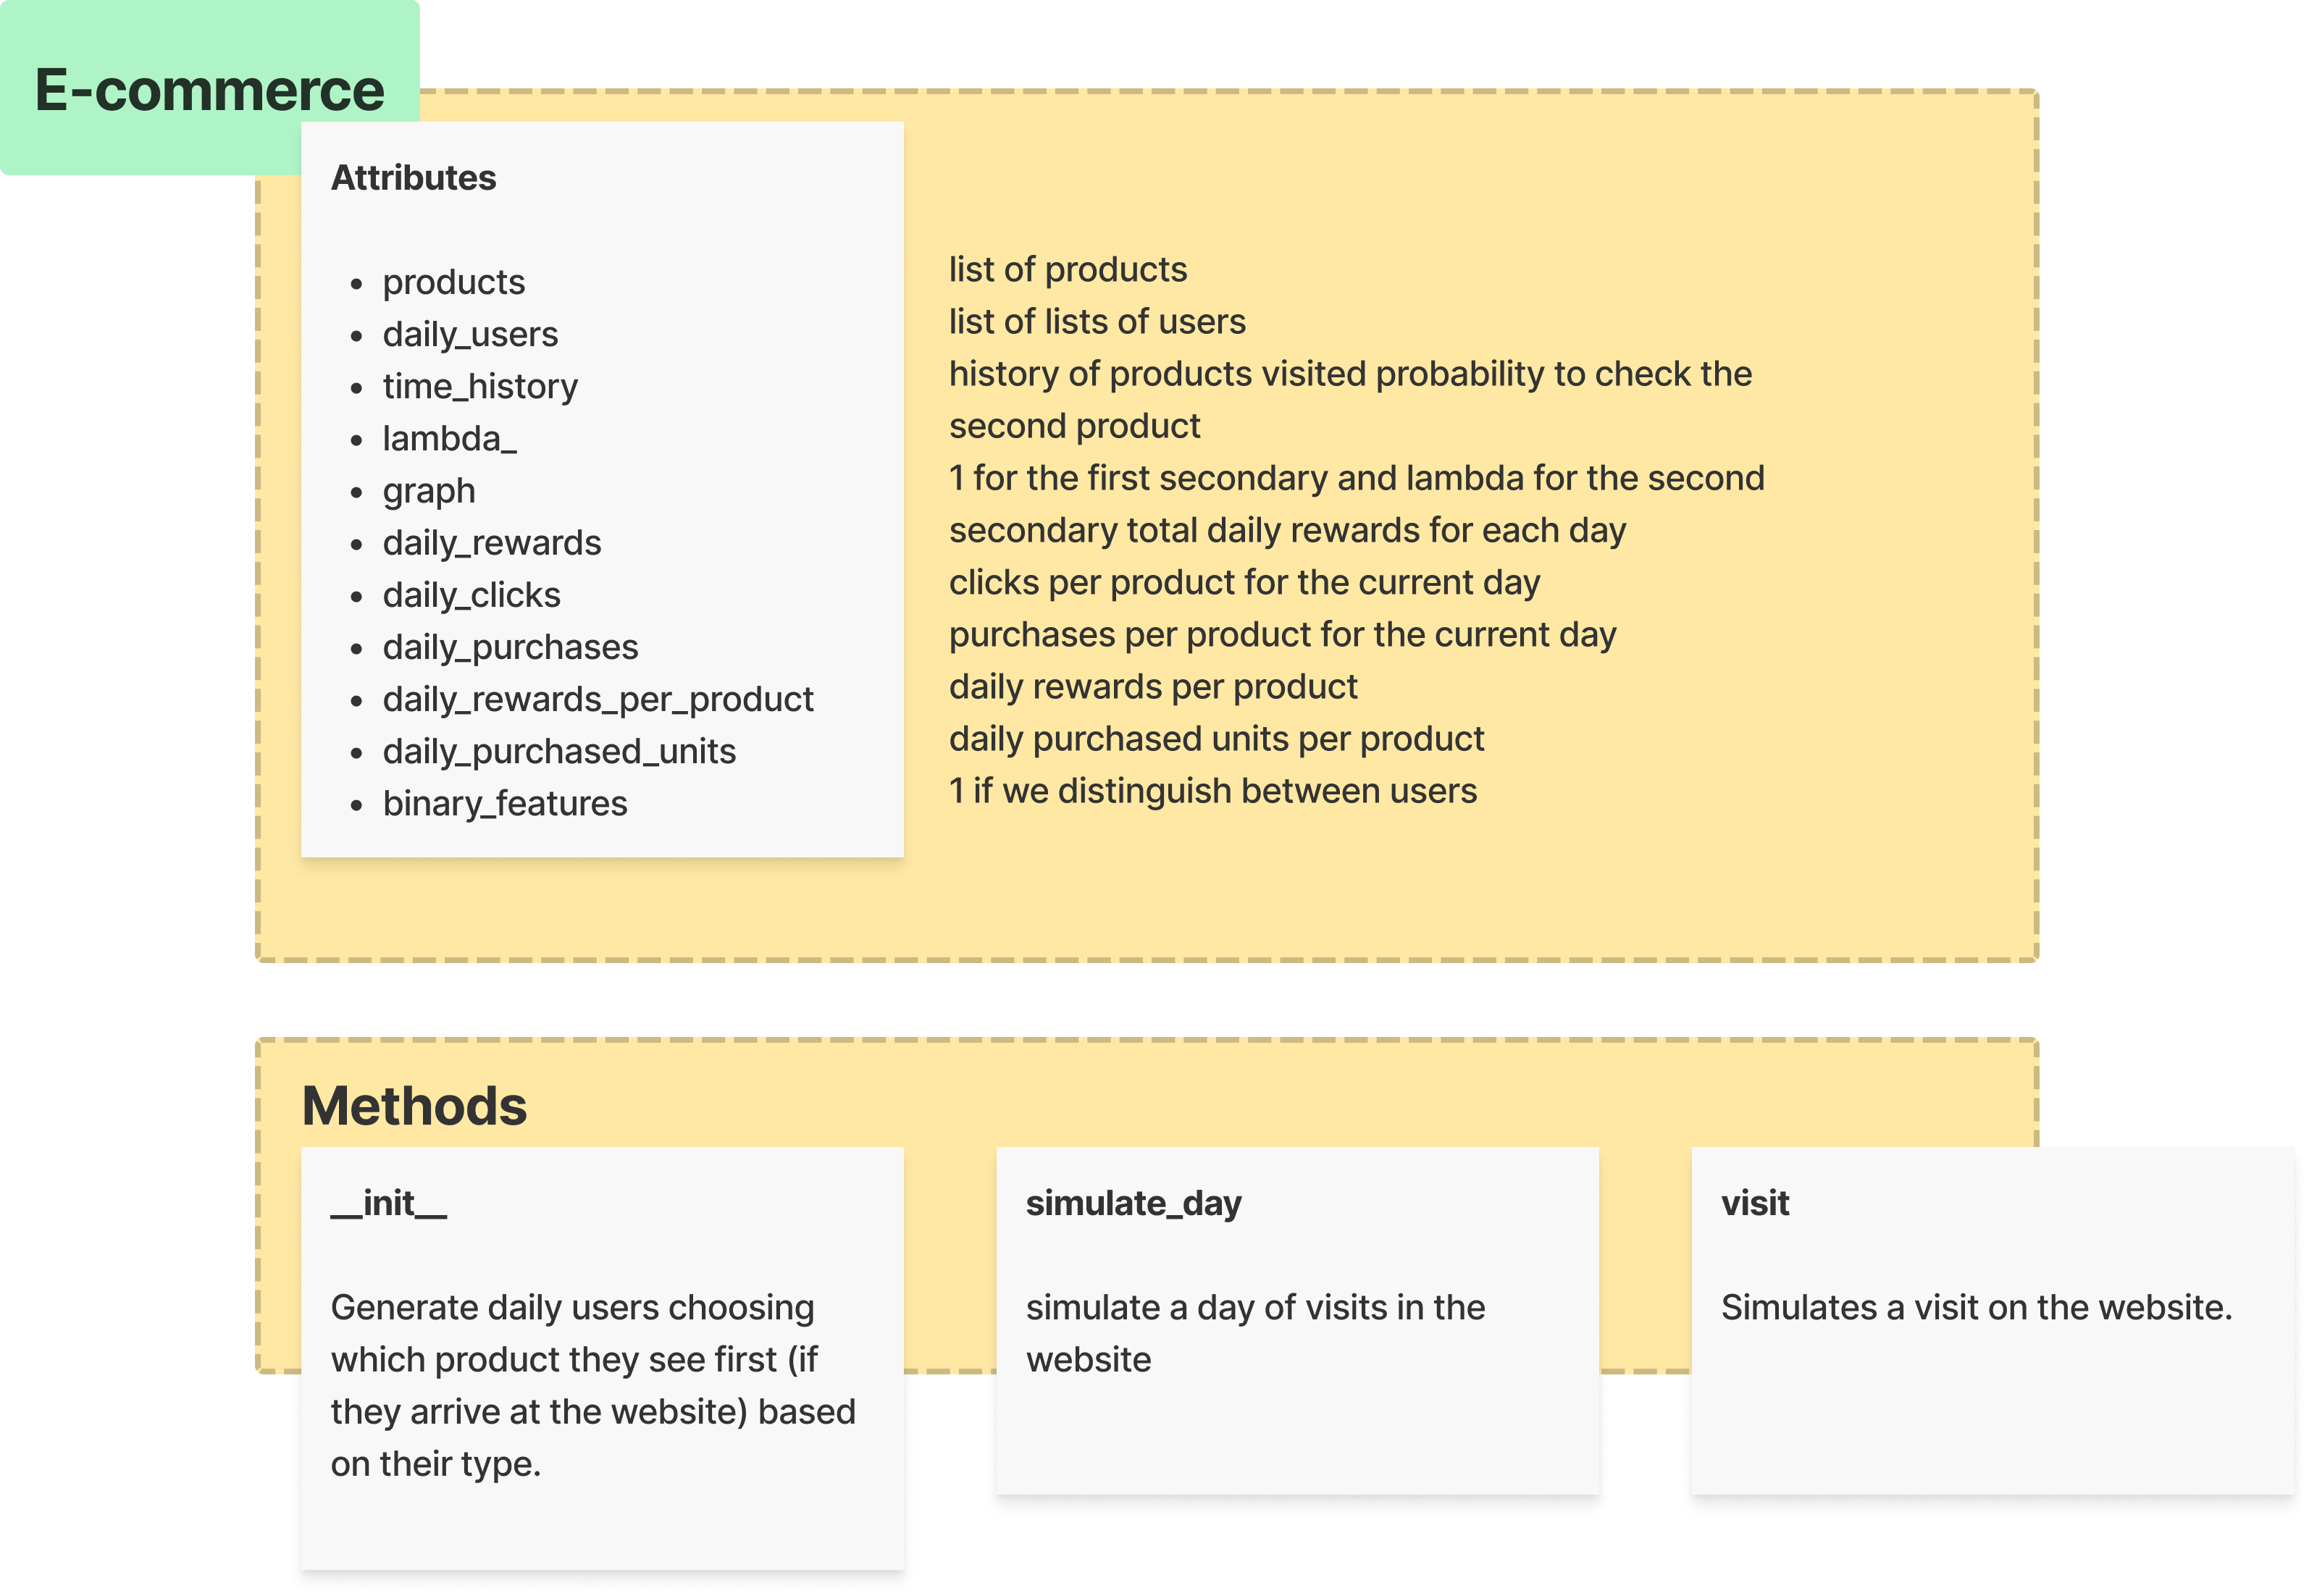 E-commerce
Attributes
products
daily_users
time_history
lambda_
graph
daily_rewards
daily_clicks
daily_purchases
daily_rewards_per_product
daily_purchased_units
binary_features
list of products
list of lists of users
history of products visited probability to check the
second product
1 for the first secondary and lambda for the second
secondary total daily rewards for each day
clicks per product for the current day
purchases per product for the current day
daily rewards per product
daily purchased units per product
1 if we distinguish between users
Methods
__init__
Generate daily users choosing
which product they see first (if
they arrive at the website) based
on their type.
simulate_day
simulate a day of visits in the
website
visit
Simulates a visit on the website.